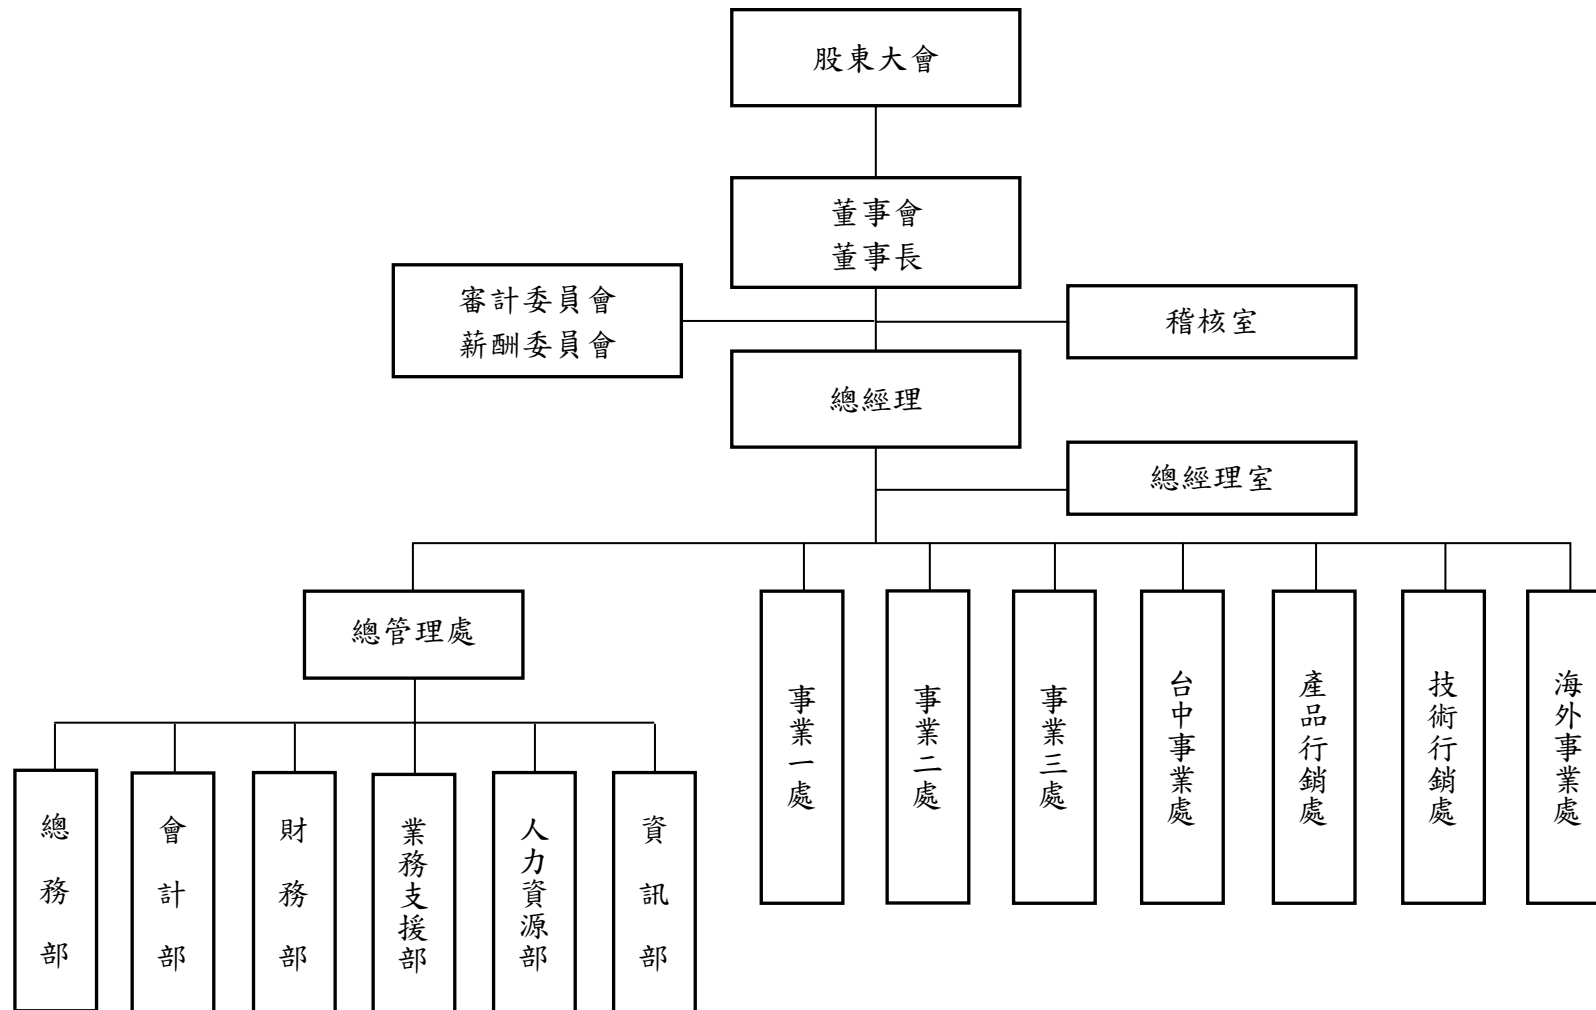 股東大會
董事會
董事長
審計委員會
薪酬委員會
稽核室
總經理
總經理室
總管理處
事業一處
事業二處
事業三處
台中事業處
產品行銷處
技術行銷處
海外事業處
總務部
會計部
財務部
業務支援部
人力資源部
資訊部